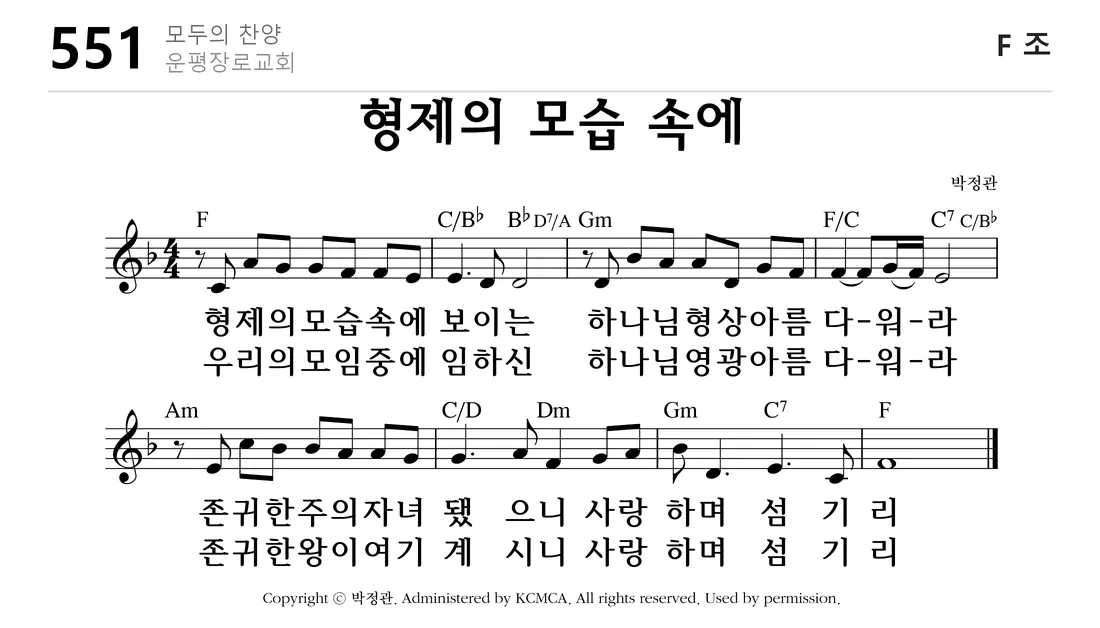 551 모두의 찬양
운평장로교회
F 조
형제의 모습 속에
박정관
F C/B♭ B♭ D7/A Gm F/C C7 C/B♭
4
4
형제의모습속에 보이는 하나님형상아름 다-워-라
우리의모임중에 임하신 하나님영광아름 다-워-라
Am C/D Dm Gm C7 F
존귀한주의자녀 됐 으니 사랑 하며 섬 기 리
존귀한왕이여기 계 시니 사랑 하며 섬 기 리
Copyright ⓒ 박정관. Administered by KCMCA. All rights reserved. Used by permission.